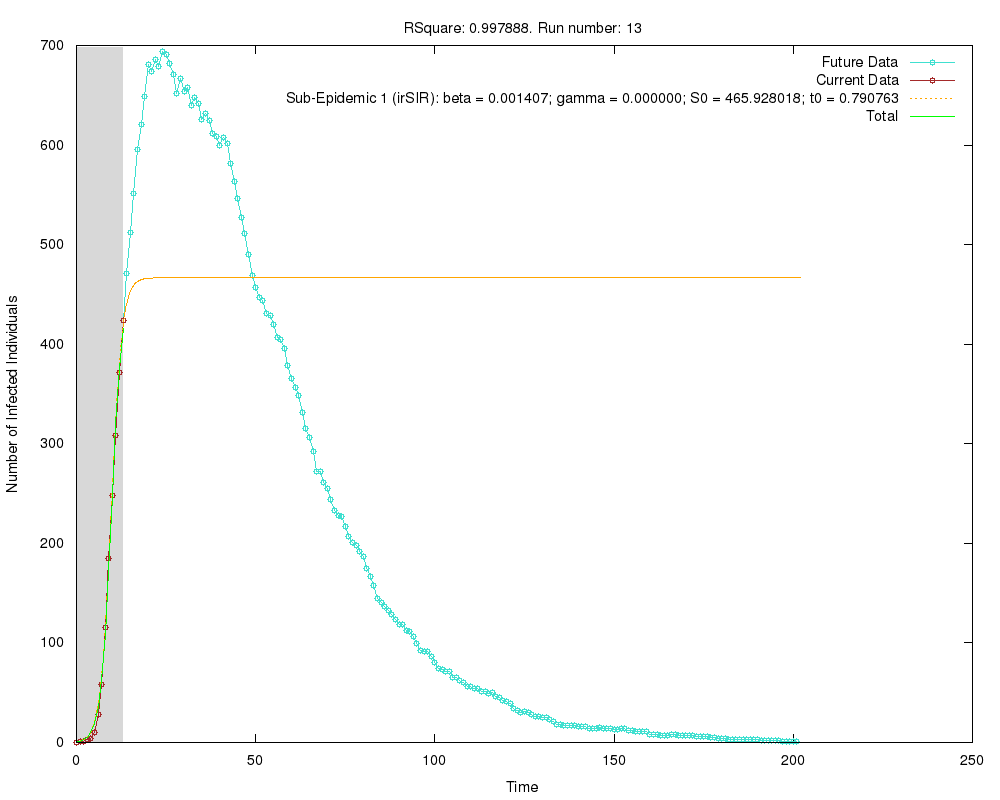 RSquare: 0.997888. Run number: 13
Future Data
Current Data
Sub-Epidemic 1 (irSIR): beta = 0.001407; gamma = 0.000000; S0 = 465.928018; t0 = 0.790763
Total
Number of Infected Individuals
700
600
500
400
300
200
100
0
0 50 100 150 200 250
Time